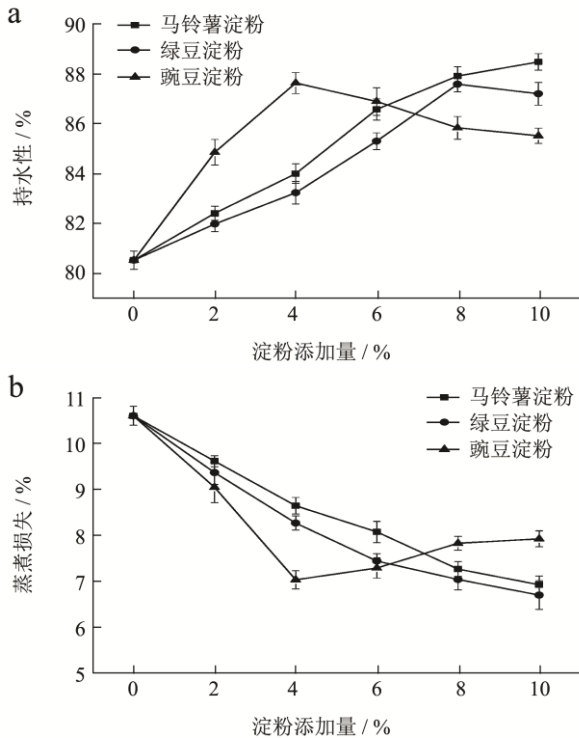 a
90
88
86
84
82
80
持水性 / %
马铃薯淀粉
绿豆淀粉
豌豆淀粉
0 2 4 6 8 10
淀粉添加量 / %
b
11
10
9
8
7
6
5
蒸煮损失 / %
马铃薯淀粉
绿豆淀粉
豌豆淀粉
0 2 4 6 8 10
淀粉添加量 / %